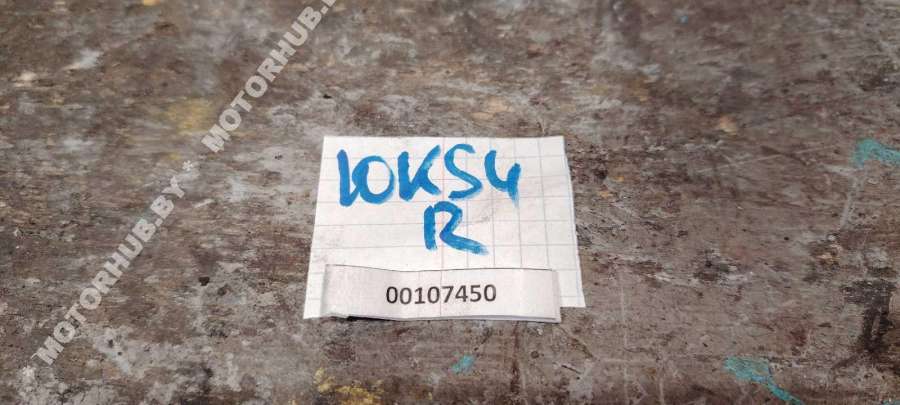 MOTORHUB.BY * MOTORHUB.BY
10KS4
R
00107450